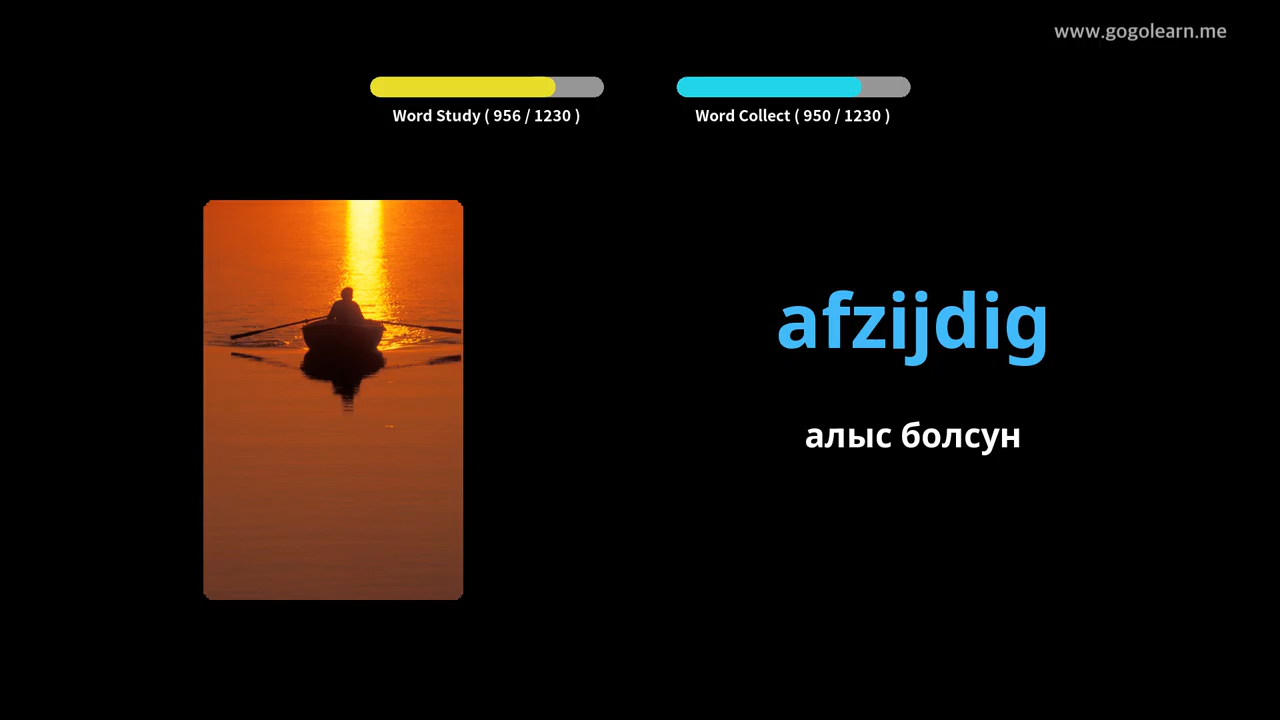 www.gogolearn.me
Word Study ( 956 / 1230 )
Word Collect ( 950 / 1230 )
afzijdig
алыс болсун